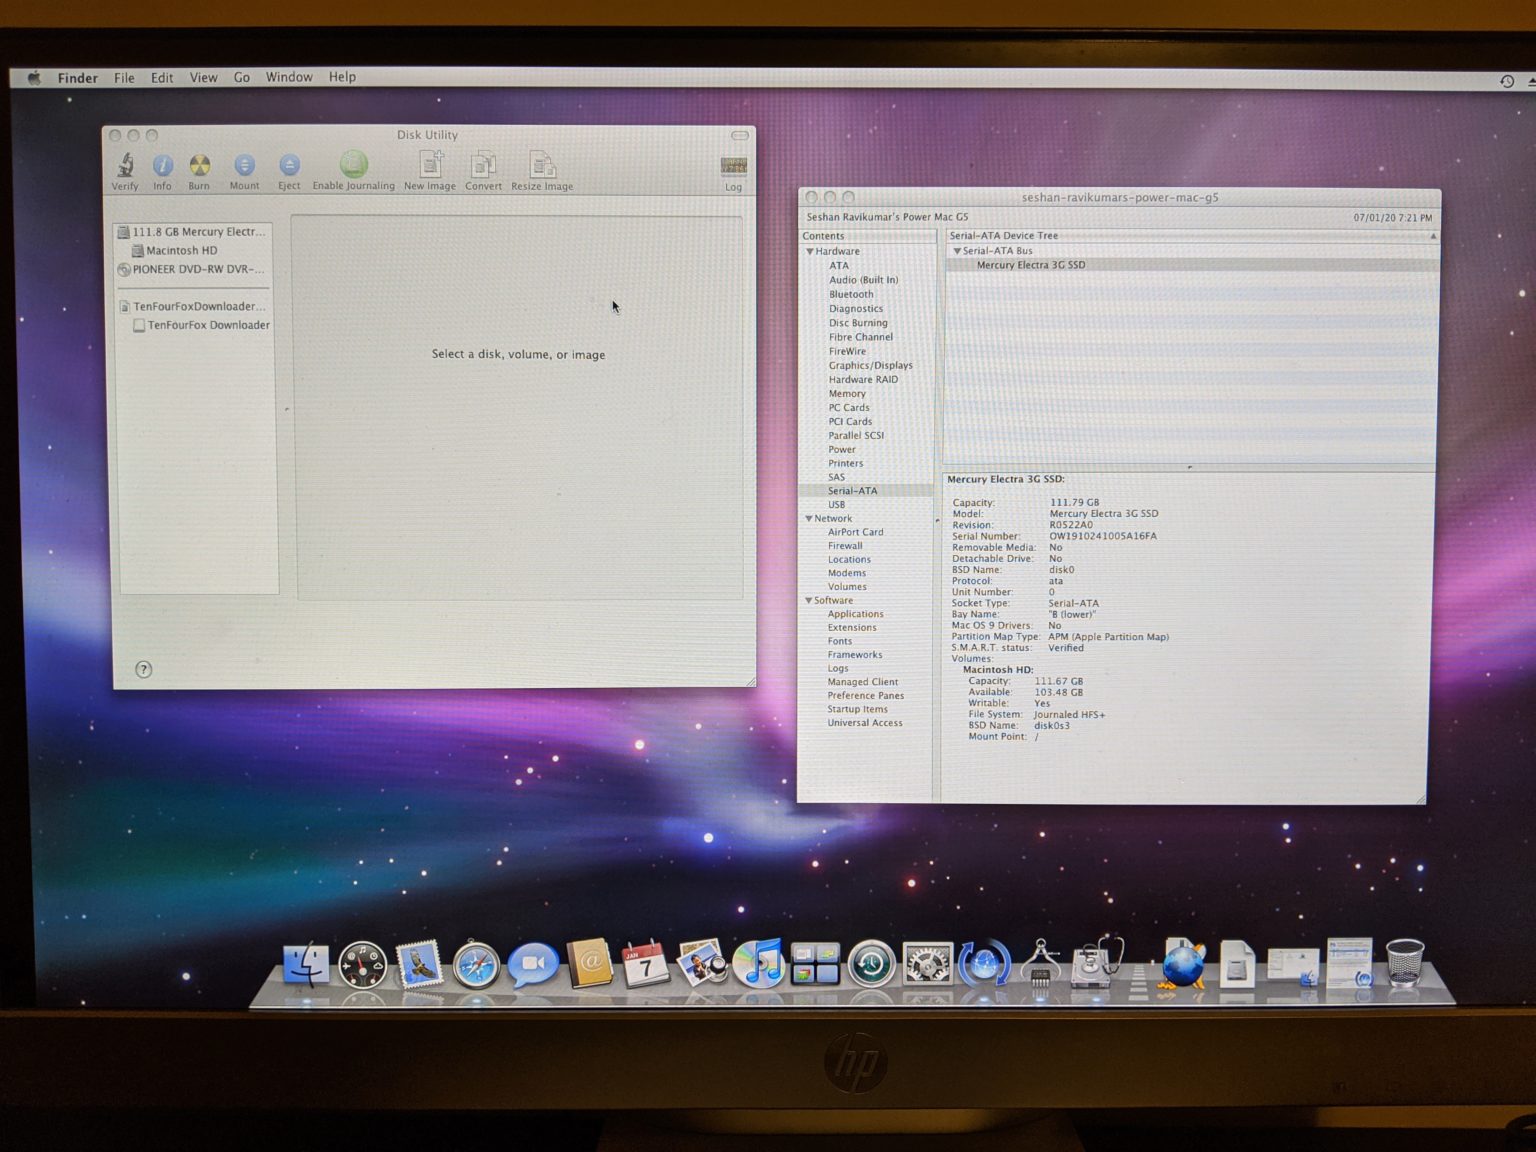 Finder File Edit View Go Window Help
Disk Utility
Verify Info Burn Mount Eject Enable Journaling New Image Convert Resize Image Log
111.8 GB Mercury Electr...
Macintosh HD
PIONEER DVD-RW DVR-...
TenFourFoxDownloader...
TenFourFox Downloader
Select a disk, volume, or image
?
seshan-ravikumars-power-mac-g5
Seshan Ravikumar's Power Mac G5 07/01/20 7:21 PM
Contents
Hardware
ATA
Audio (Built In)
Bluetooth
Diagnostics
Disc Burning
Fibre Channel
FireWire
Graphics/Displays
Hardware RAID
Memory
PC Cards
PCI Cards
Parallel SCSI
Power
Printers
SAS
Serial-ATA
USB
Network
AirPort Card
Firewall
Locations
Modems
Volumes
Software
Applications
Extensions
Fonts
Frameworks
Logs
Managed Client
Preference Panes
Startup Items
Universal Access
Serial-ATA Device Tree
Serial-ATA Bus
Mercury Electra 3G SSD
Mercury Electra 3G SSD:
Capacity: 111.79 GB
Model: Mercury Electra 3G SSD
Revision: R0522A0
Serial Number: OW1910241005A16FA
Removable Media: No
Detachable Drive: No
BSD Name: disk0
Protocol: ata
Unit Number: 0
Socket Type: Serial-ATA
Bay Name: "B (lower)"
Mac OS 9 Drivers: No
Partition Map Type: APM (Apple Partition Map)
S.M.A.R.T. status: Verified
Volumes:
Macintosh HD:
Capacity: 111.67 GB
Available: 103.48 GB
Writable: Yes
File System: Journaled HFS+
BSD Name: disk0s3
Mount Point: /
JAN
7
hp